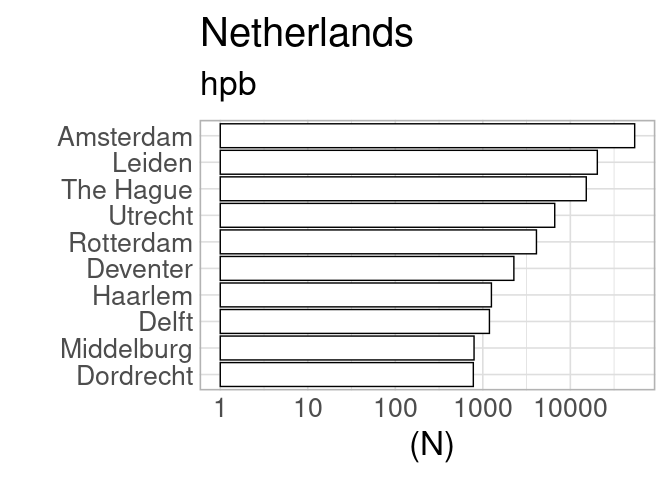 Netherlands
hpb
Amsterdam
Leiden
The Hague
Utrecht
Rotterdam
Deventer
Haarlem
Delft
Middelburg
Dordrecht
1 10 100 1000 10000
(N)